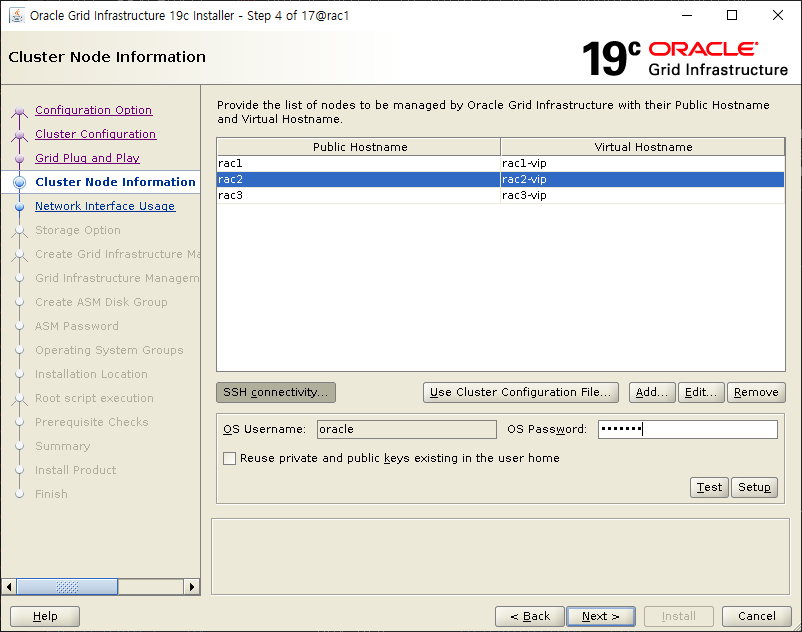 Oracle Grid Infrastructure 19c Installer - Step 4 of 17@rac1
Cluster Node Information
19c ORACLE
Grid Infrastructure
Configuration Option
Cluster Configuration
Grid Plug and Play
Cluster Node Information
Network Interface Usage
Storage Option
Create Grid Infrastructure Ma
Grid Infrastructure Managem
Create ASM Disk Group
ASM Password
Operating System Groups
Installation Location
Root script execution
Prerequisite Checks
Summary
Install Product
Finish
Provide the list of nodes to be managed by Oracle Grid Infrastructure with their Public Hostname
and Virtual Hostname.
Public Hostname Virtual Hostname
rac1 rac1-vip
rac2 rac2-vip
rac3 rac3-vip
SSH connectivity... Use Cluster Configuration File... Add... Edit... Remove
OS Username: oracle OS Password: •••••••
Reuse private and public keys existing in the user home
Test Setup
Help < Back Next > Install Cancel